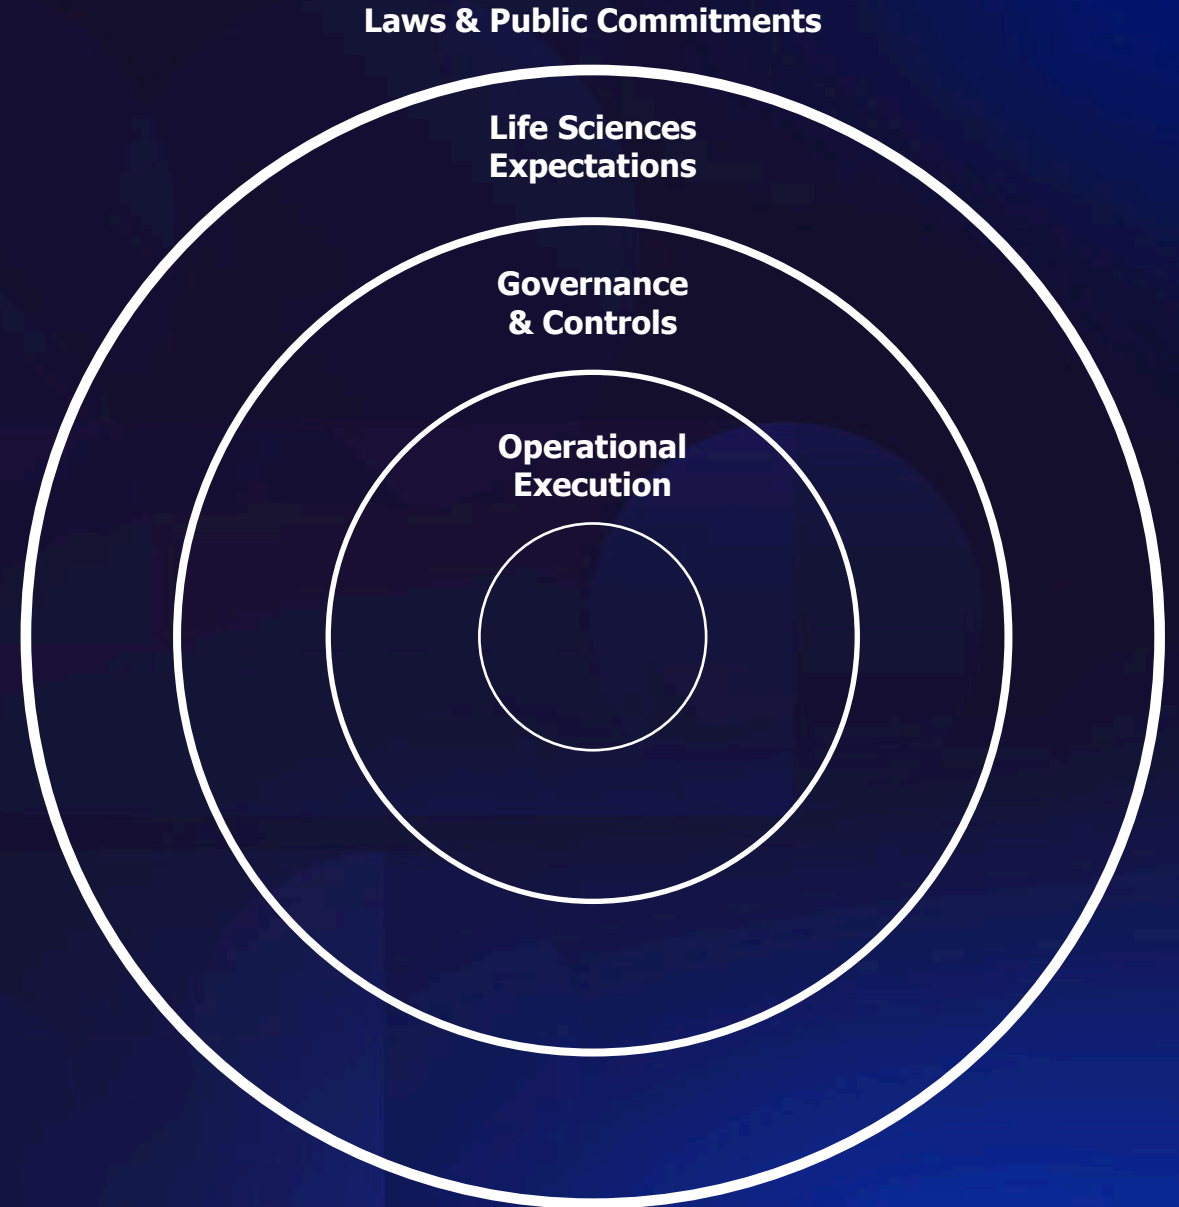 Laws & Public Commitments
Life Sciences
Expectations
Governance
& Controls
Operational
Execution